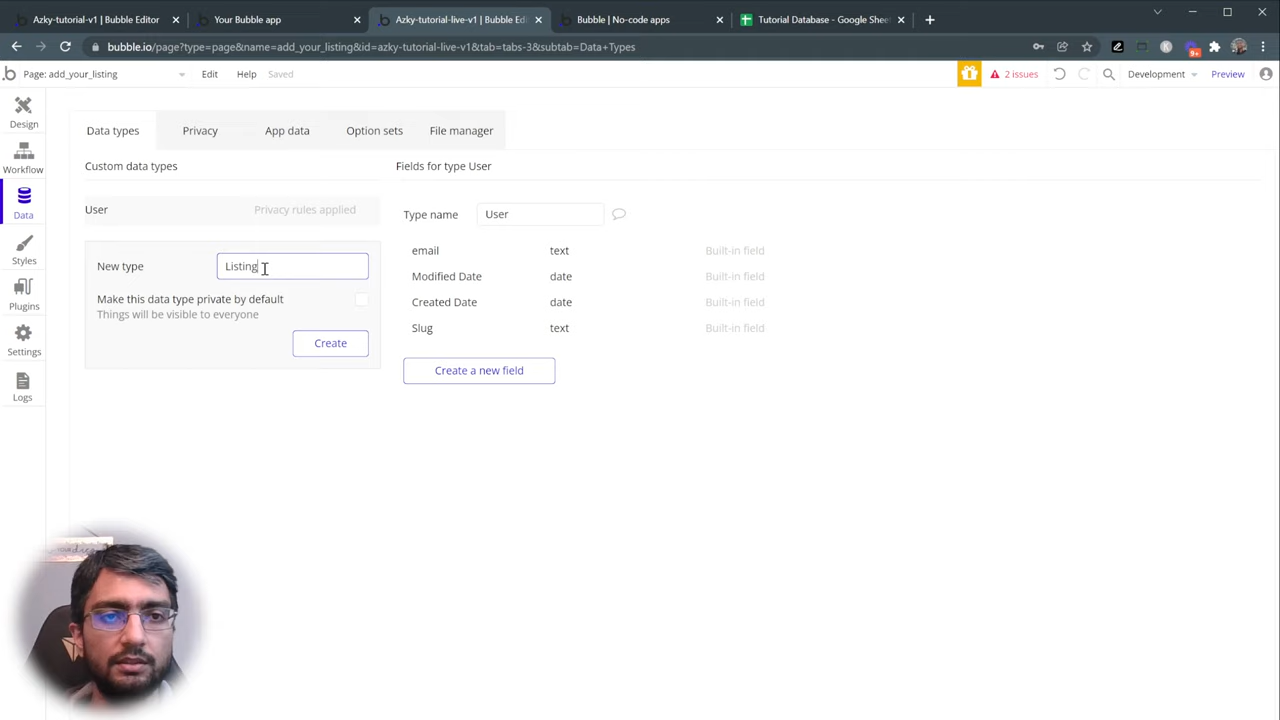 Azky-tutorial-v1 | Bubble Editor
Your Bubble app
Azky-tutorial-live-v1 | Bubble Edi
Bubble | No-code apps
Tutorial Database - Google Sheet
bubble.io/page?type=page&name=add_your_listing&id=azky-tutorial-live-v1&tab=tabs-3&subtab=Data+Types
9+
Page: add_your_listing
Edit
Help
Saved
2 issues
Development
Preview
Design
Workflow
Data
Styles
Plugins
Settings
Logs
Data types
Privacy
App data
Option sets
File manager
Custom data types
Fields for type User
User
Privacy rules applied
Type name
User
New type
Listing
Make this data type private by default
Things will be visible to everyone
Create
email text Built-in field
Modified Date date Built-in field
Created Date date Built-in field
Slug text Built-in field
Create a new field